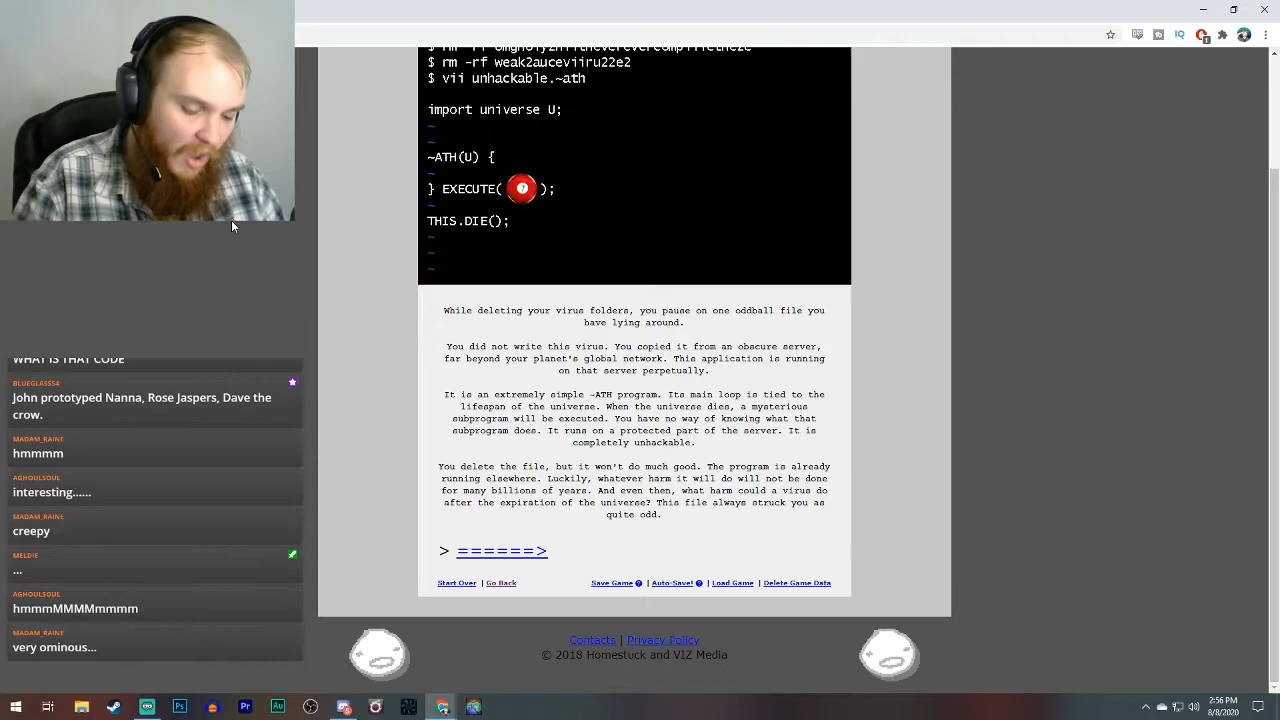 $ rm -rf weak2auceviiru22e2
$ vii unhackable.~ath
import universe U;
~
~
~ATH(U) {
~
} EXECUTE( ? );
~
THIS.DIE();
~
~
~
While deleting your virus folders, you pause on one oddball file you
have lying around.
You did not write this virus. You copied it from an obscure server,
far beyond your planet's global network. This application is running
on that server perpetually.
It is an extremely simple ~ATH program. Its main loop is tied to the
lifespan of the universe. When the universe dies, a mysterious
subprogram will be executed. You have no way of knowing what that
subprogram does. It runs on a protected part of the server. It is
completely unhackable.
You delete the file, but it won't do much good. The program is already
running elsewhere. Luckily, whatever harm it will do will not be done
for many billions of years. And even then, what harm could a virus do
after the expiration of the universe? This file always struck you as
quite odd.
> ======>
Start Over | Go Back Save Game ? | Auto-Save! ? | Load Game | Delete Game Data
Contacts | Privacy Policy
© 2018 Homestuck and VIZ Media
WHAT IS THAT CODE
BLUEGLASS54
John prototyped Nanna, Rose Jaspers, Dave the
crow.
MADAM_RAINE
hmmmm
AGHOULSOUL
interesting......
MADAM_RAINE
creepy
MELDIE
...
AGHOULSOUL
hmmmMMMMmmmm
MADAM_RAINE
very ominous...
IQ
1
Ps
Pr
Au
2:56 PM
8/8/2020